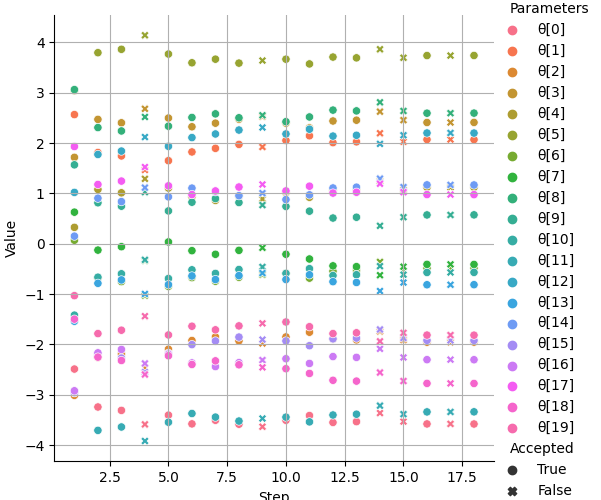 Parameters
θ[0]
θ[1]
θ[2]
θ[3]
θ[4]
θ[5]
θ[6]
θ[7]
θ[8]
θ[9]
θ[10]
θ[11]
θ[12]
θ[13]
θ[14]
θ[15]
θ[16]
θ[17]
θ[18]
θ[19]
Accepted
True
False
Value
4
3
2
1
0
−1
−2
−3
−4
2.5 5.0 7.5 10.0 12.5 15.0 17.5
Step